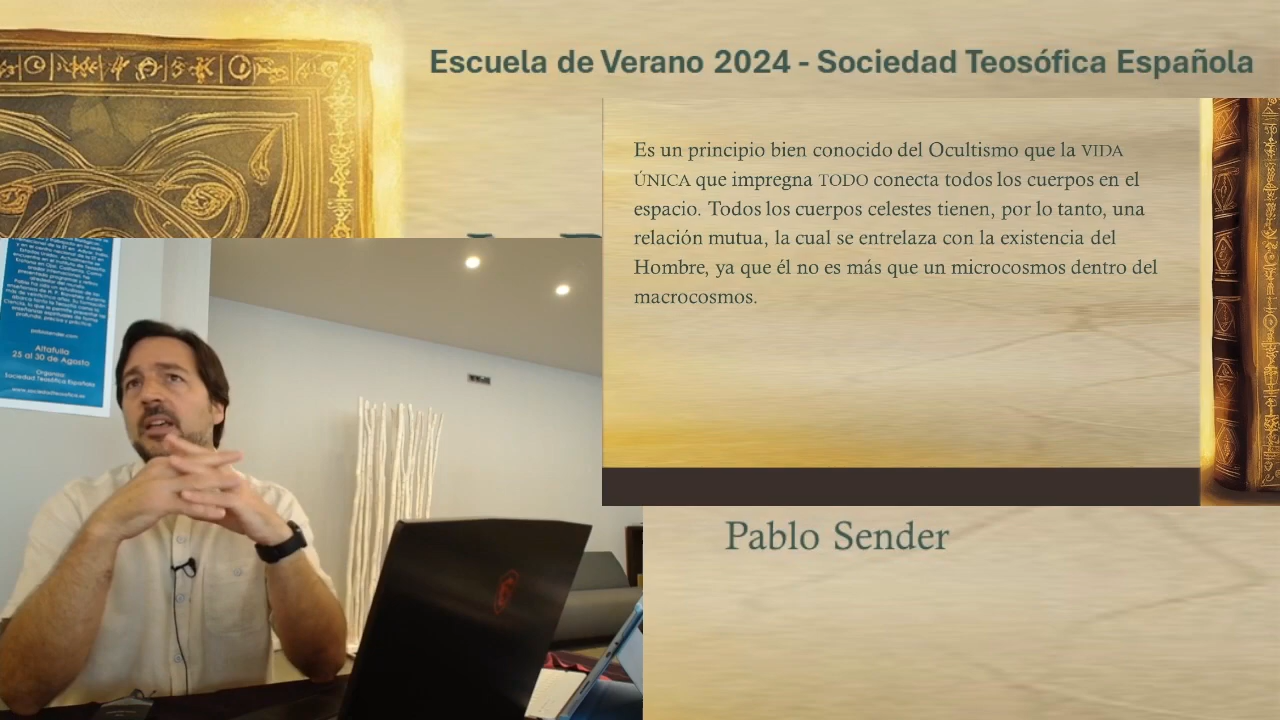 Escuela de Verano 2024 - Sociedad Teosófica Española
Es un principio bien conocido del Ocultismo que la VIDA
ÚNICA que impregna TODO conecta todos los cuerpos en el
espacio. Todos los cuerpos celestes tienen, por lo tanto, una
relación mutua, la cual se entrelaza con la existencia del
Hombre, ya que él no es más que un microcosmos dentro del
macrocosmos.
pablosender.com
Altafulla
25 al 30 de Agosto
Organiza:
Sociedad Teosófica Española
Pablo Sender